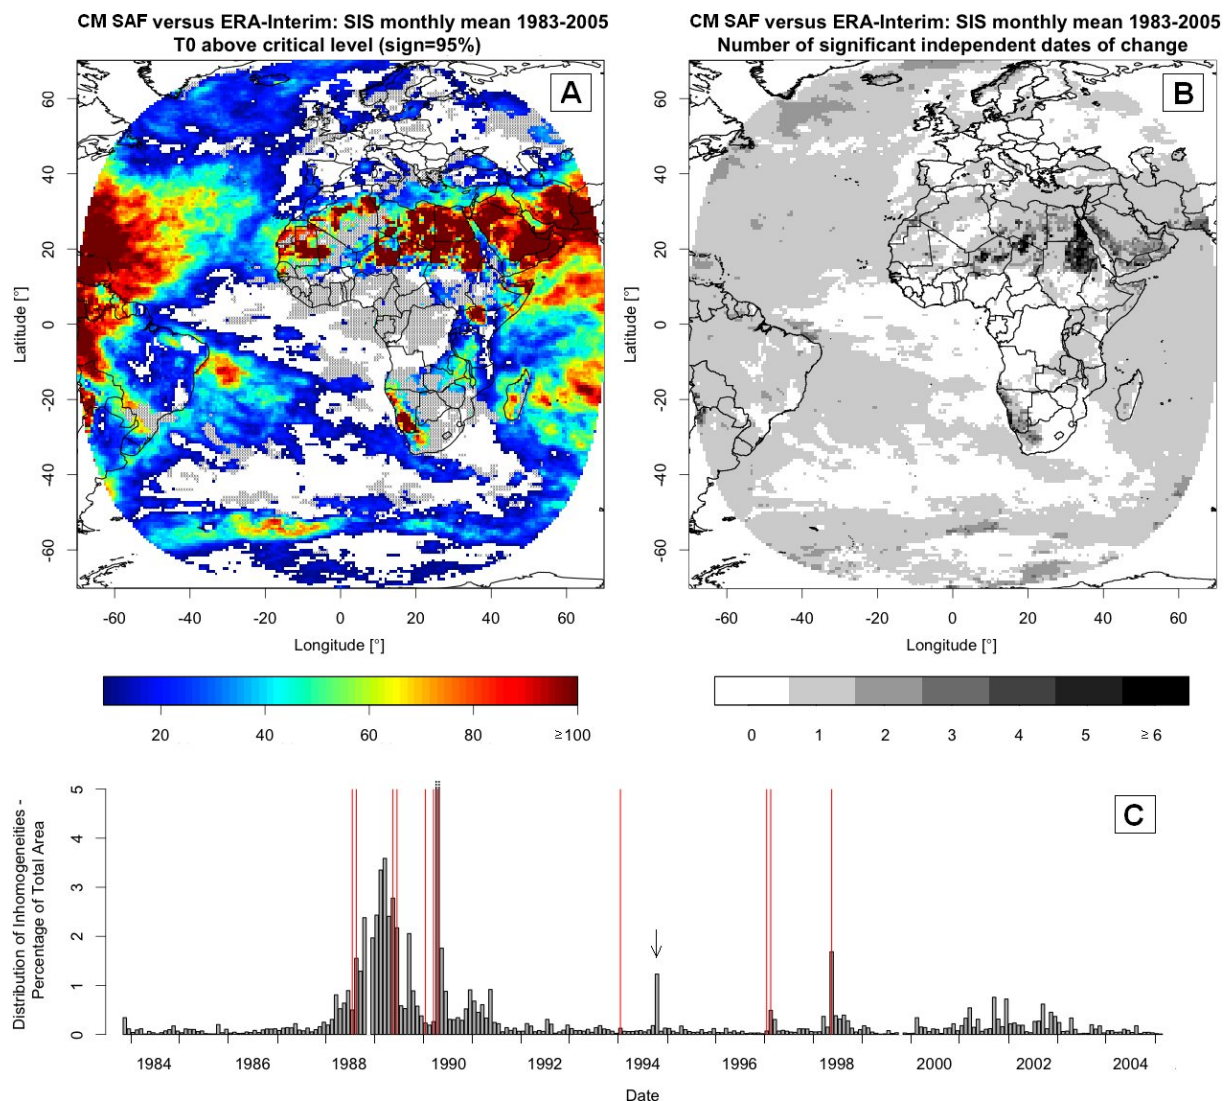 CM SAF versus ERA-Interim: SIS monthly mean 1983-2005
T0 above critical level (sign=95%)
A
60
40
20
0
-20
-40
-60
Latitude [°]
-60 -40 -20 0 20 40 60
Longitude [°]
20 40 60 80 ≥100
CM SAF versus ERA-Interim: SIS monthly mean 1983-2005
Number of significant independent dates of change
B
60
40
20
0
-20
-40
-60
Latitude [°]
-60 -40 -20 0 20 40 60
Longitude [°]
0 1 2 3 4 5 ≥ 6
C
Distribution of Inhomogeneities -
Percentage of Total Area
5
4
3
2
1
0
1984 1986 1988 1990 1992 1994 1996 1998 2000 2002 2004
Date